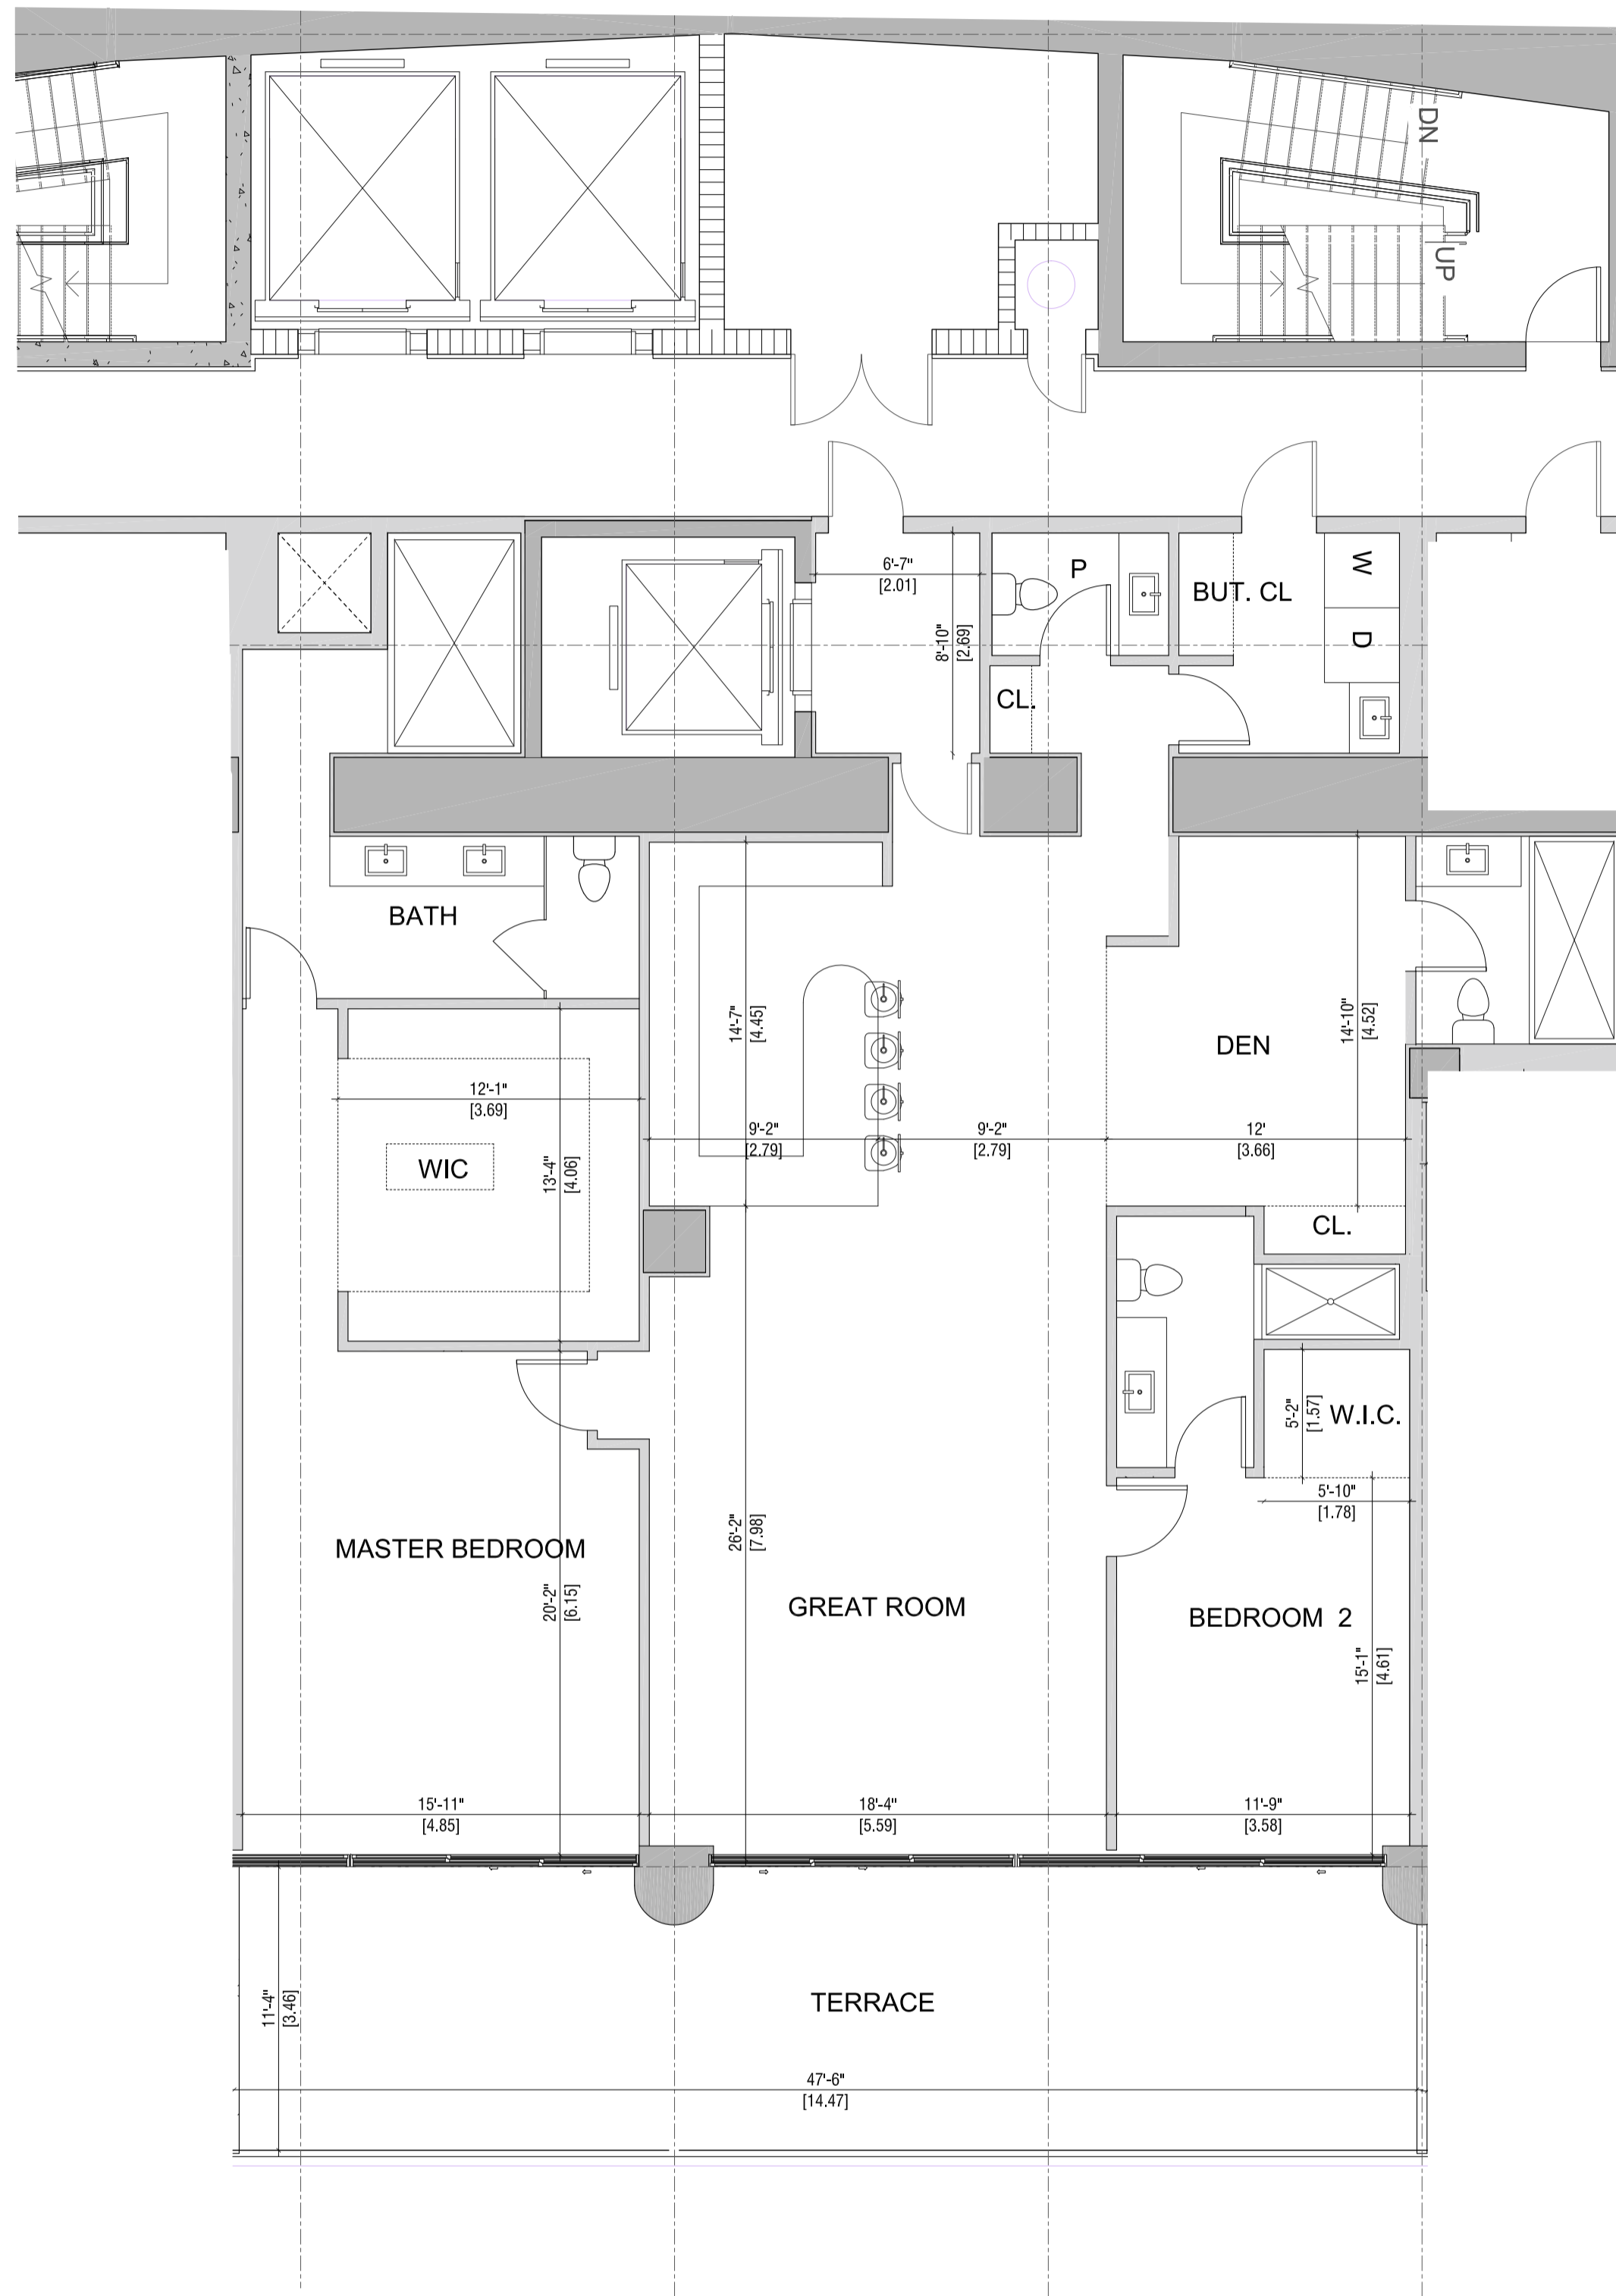 DN
UP
6'-7"
[2.01]
P
W
BUT. CL
D
8'-10"
[2.69]
CL.
BATH
14'-7"
[4.45]
DEN
14'-10"
[4.52]
12'-1"
[3.69]
9'-2"
[2.79]
9'-2"
[2.79]
12'
[3.66]
WIC
13'-4"
[4.06]
CL.
5'-2"
[1.57]
W.I.C.
5'-10"
[1.78]
26'-2"
[7.98]
MASTER BEDROOM
20'-2"
[6.15]
GREAT ROOM
BEDROOM 2
15'-1"
[4.61]
15'-11"
[4.85]
18'-4"
[5.59]
11'-9"
[3.58]
11'-4"
[3.46]
TERRACE
47'-6"
[14.47]